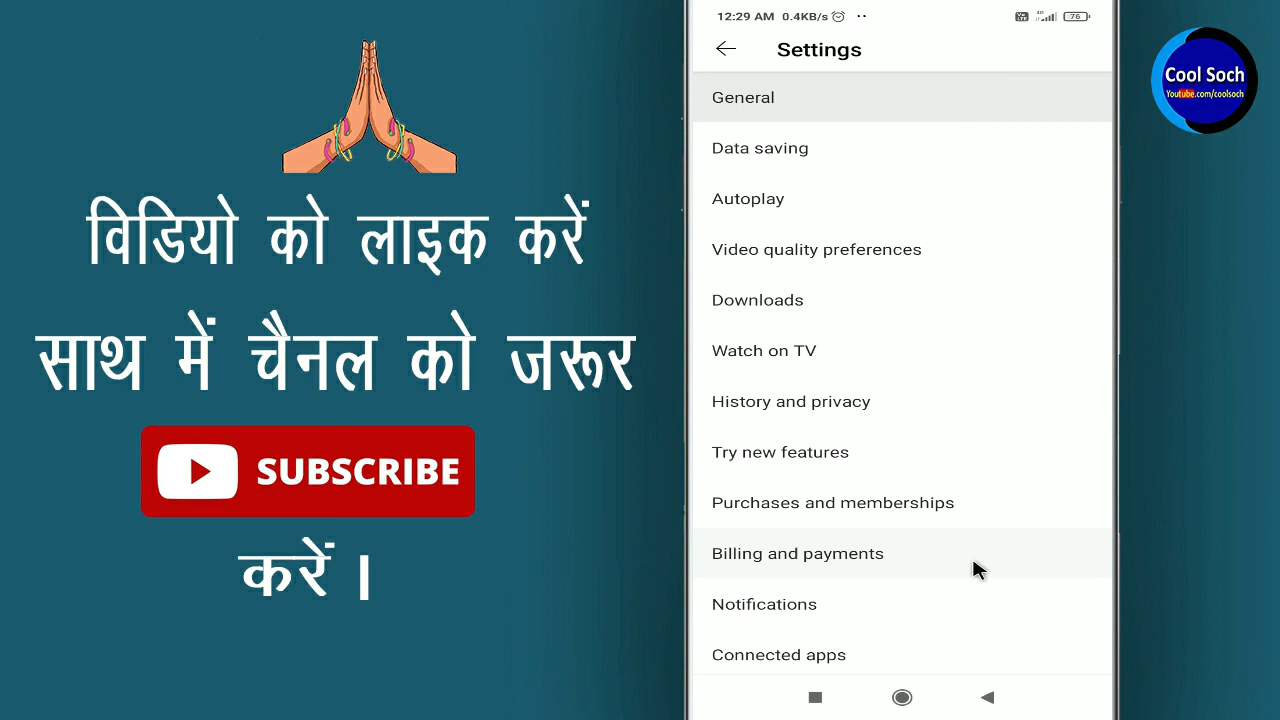 विडियो को लाइक करें
साथ में चैनल को जरूर
SUBSCRIBE
करें ।
12:29 AM 0.4KB/s
4G
76
Settings
General
Data saving
Autoplay
Video quality preferences
Downloads
Watch on TV
History and privacy
Try new features
Purchases and memberships
Billing and payments
Notifications
Connected apps
Cool Soch
Youtube.com/coolsoch